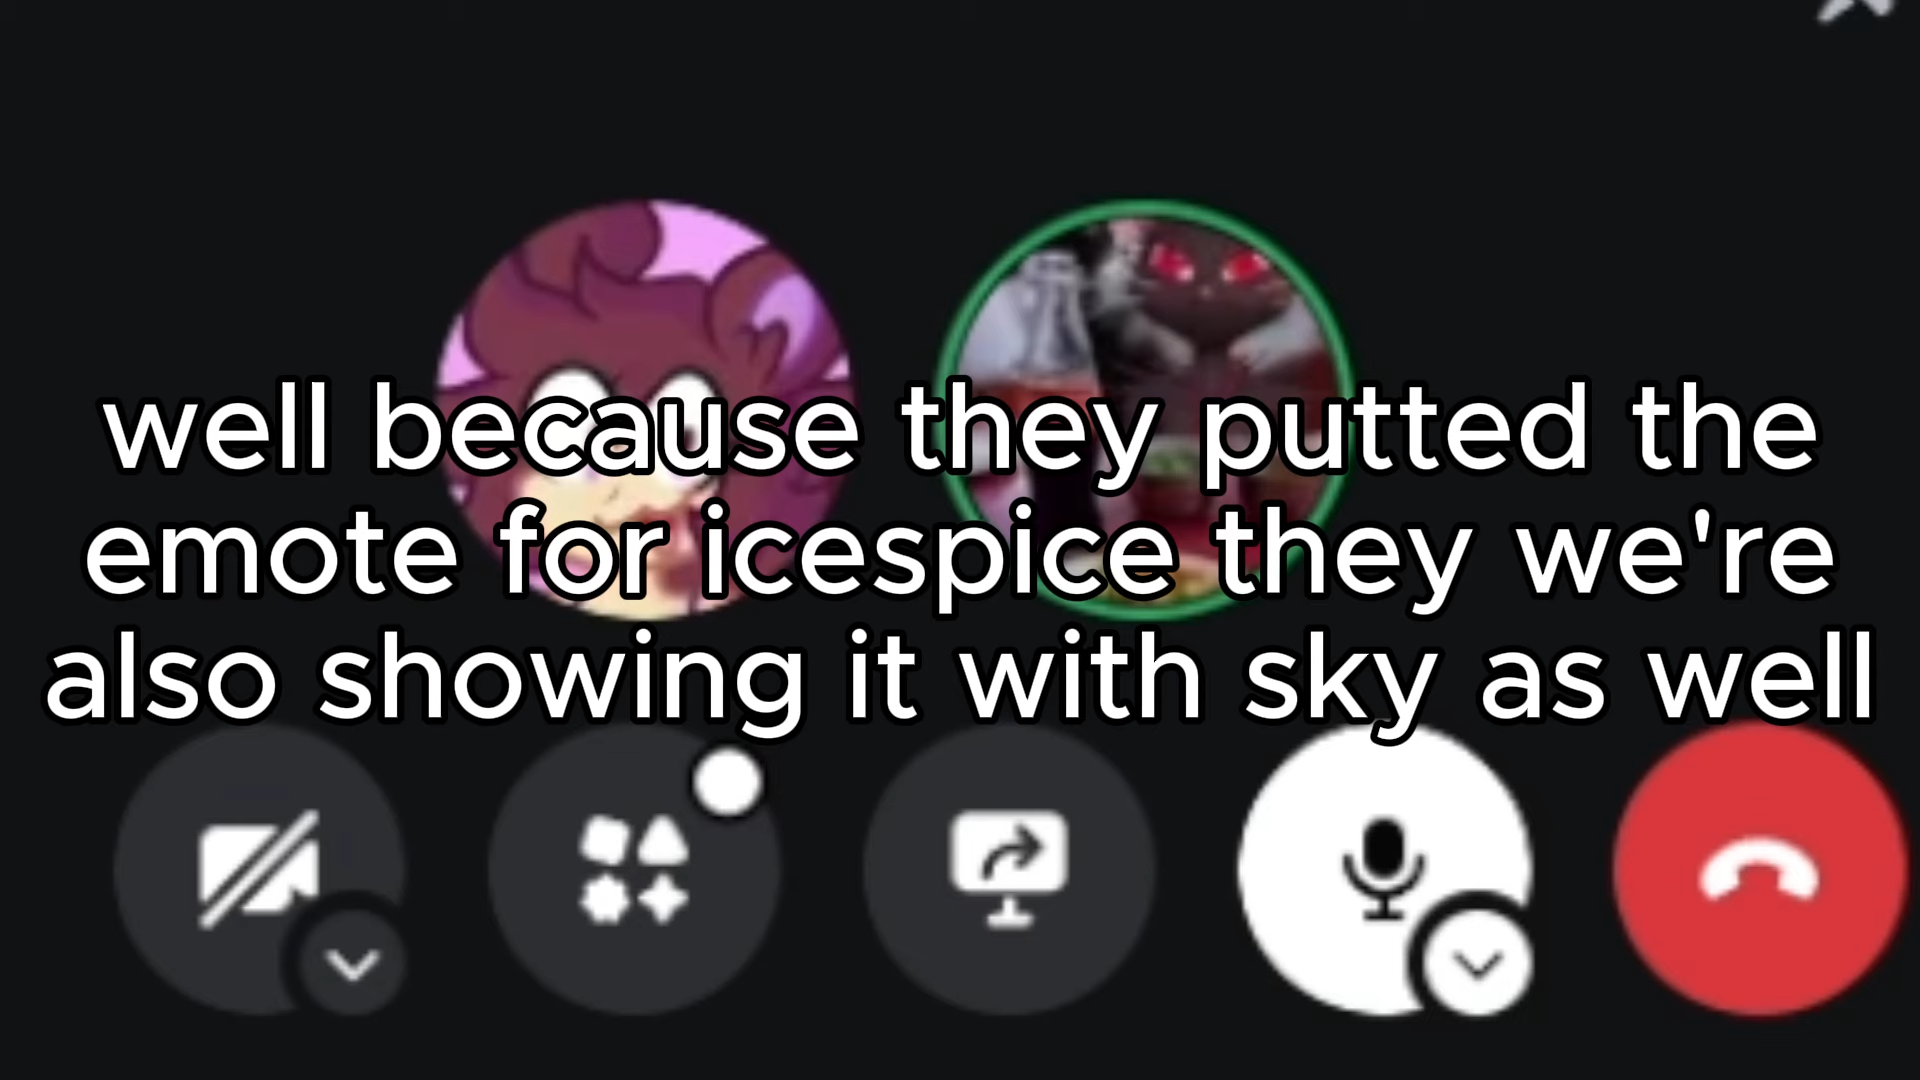 well because they putted the
emote for icespice they we're
also showing it with sky as well